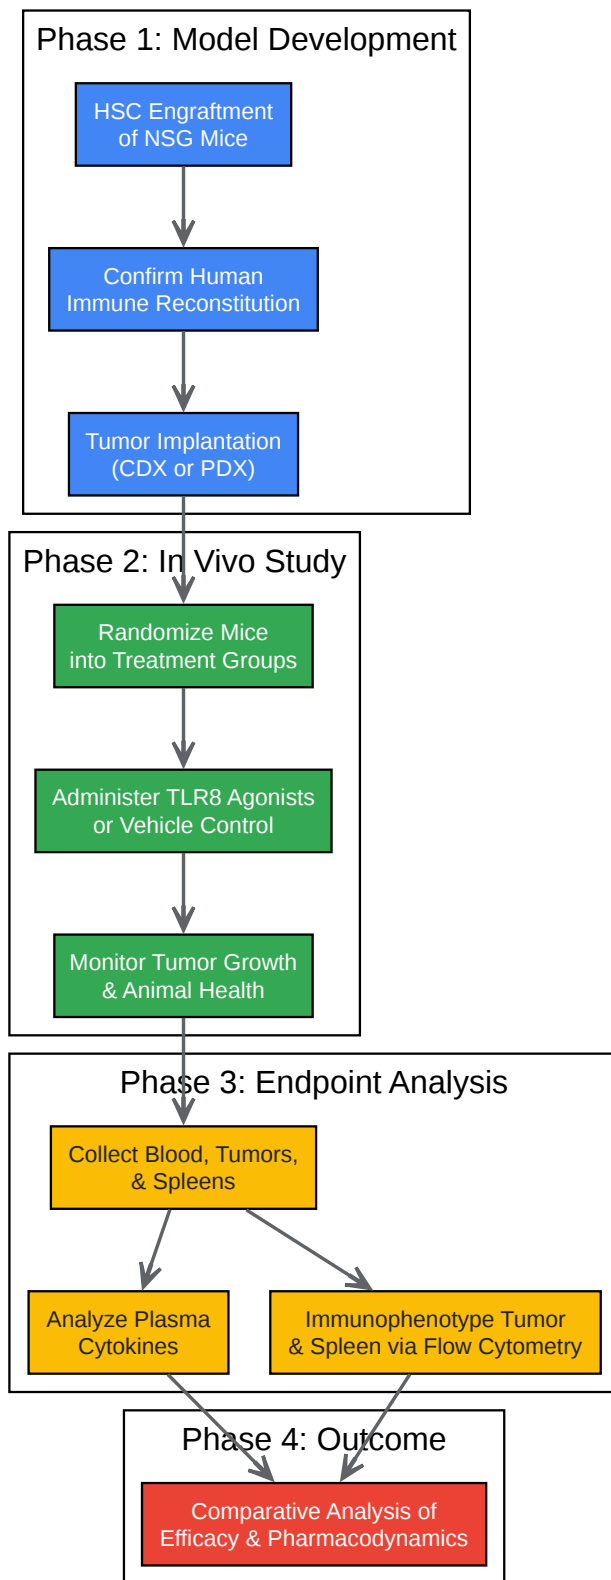 Phase 1: Model Development
HSC Engraftment
of NSG Mice
Confirm Human
Immune Reconstitution
Tumor Implantation
(CDX or PDX)
Phase 2: In Vivo Study
Randomize Mice
into Treatment Groups
Administer TLR8 Agonists
or Vehicle Control
Monitor Tumor Growth
& Animal Health
Phase 3: Endpoint Analysis
Collect Blood, Tumors,
& Spleens
Analyze Plasma
Cytokines
Immunophenotype Tumor
& Spleen via Flow Cytometry
Phase 4: Outcome
Comparative Analysis of
Efficacy & Pharmacodynamics